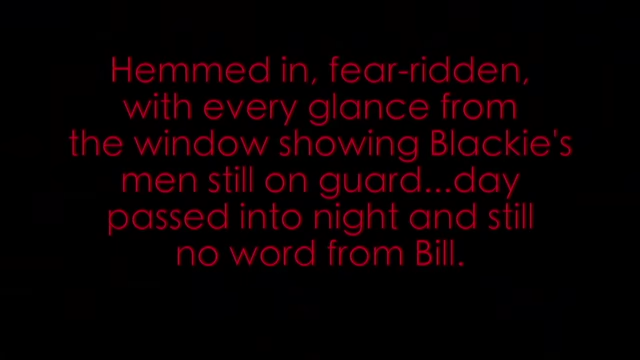 Hemmed in, fear-ridden,
with every glance from
the window showing Blackie's
men still on guard...day
passed into night and still
no word from Bill.